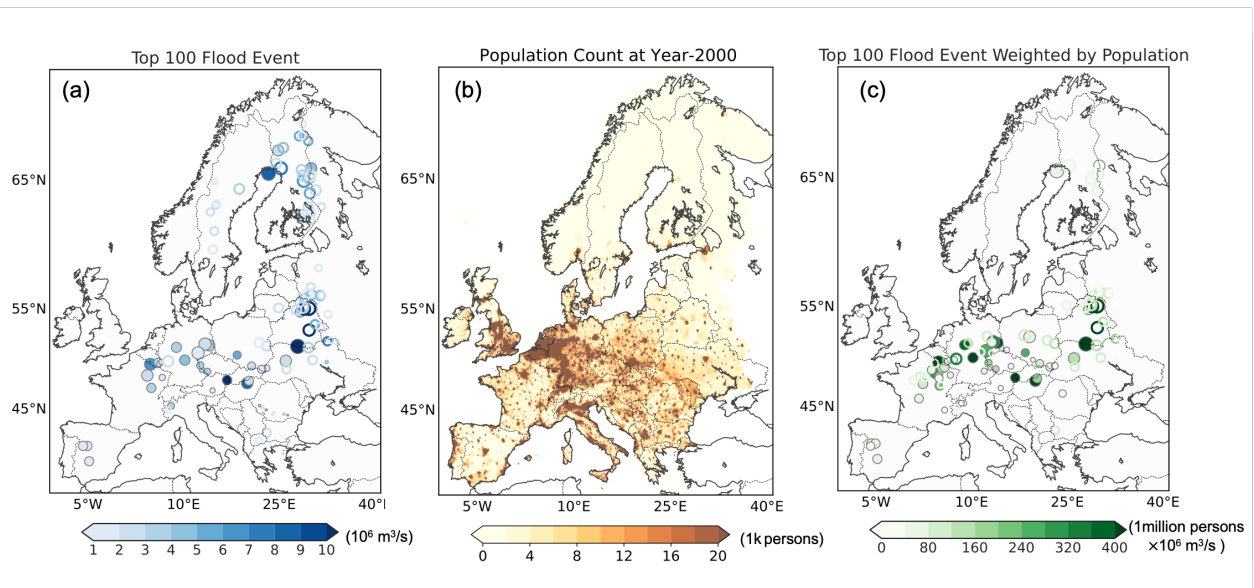 Top 100 Flood Event
Population Count at Year-2000
Top 100 Flood Event Weighted by Population
(a)
(b)
(c)
65°N
55°N
45°N
5°W 10°E 25°E 40°E
65°N
55°N
45°N
5°W 10°E 25°E 40°E
65°N
55°N
45°N
5°W 10°E 25°E 40°E
1 2 3 4 5 6 7 8 9 10
(10⁶ m³/s)
0 4 8 12 16 20
(1k persons)
0 80 160 240 320 400
(1million persons
×10⁶ m³/s )